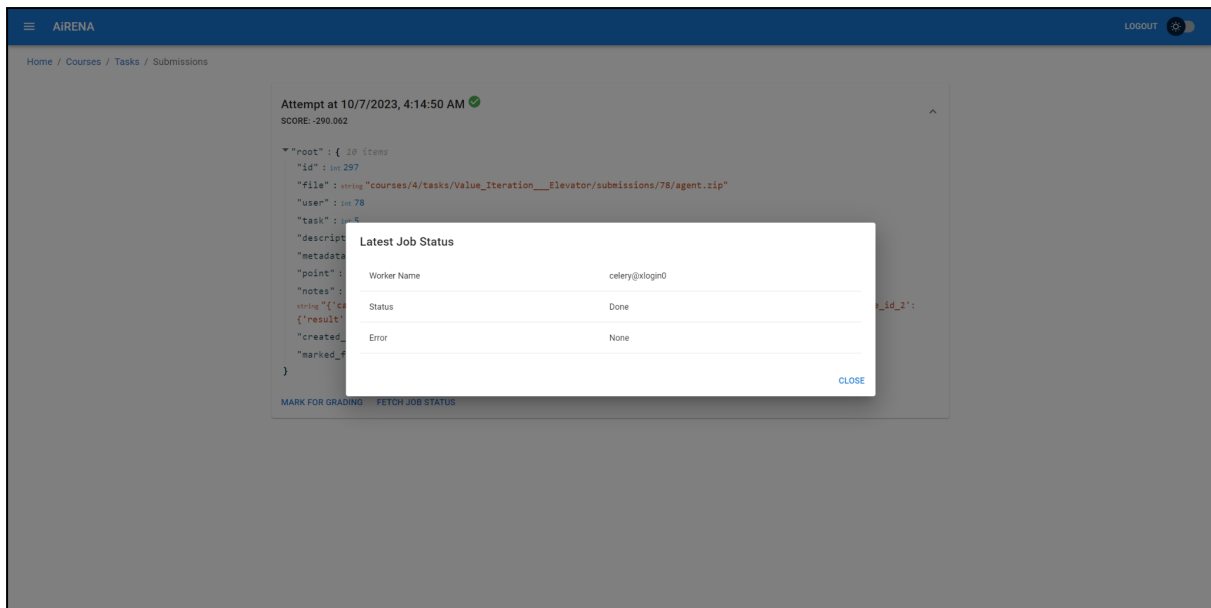 AiRENA
LOGOUT
Home / Courses / Tasks / Submissions
Attempt at 10/7/2023, 4:14:50 AM
SCORE: -290.062
"root" : { 20 items
"id" : int 297
"file" : string "courses/4/tasks/Value_Iteration___Elevator/submissions/78/agent.zip"
"user" : int 78
"task" : int 5
"descript
"metadata
"point" :
"notes" :
string "{'ca
e_id_2':
{'result'
"created_
"marked_f
}
Latest Job Status
Worker Name celery@xlogin0
Status Done
Error None
CLOSE
MARK FOR GRADING FETCH JOB STATUS